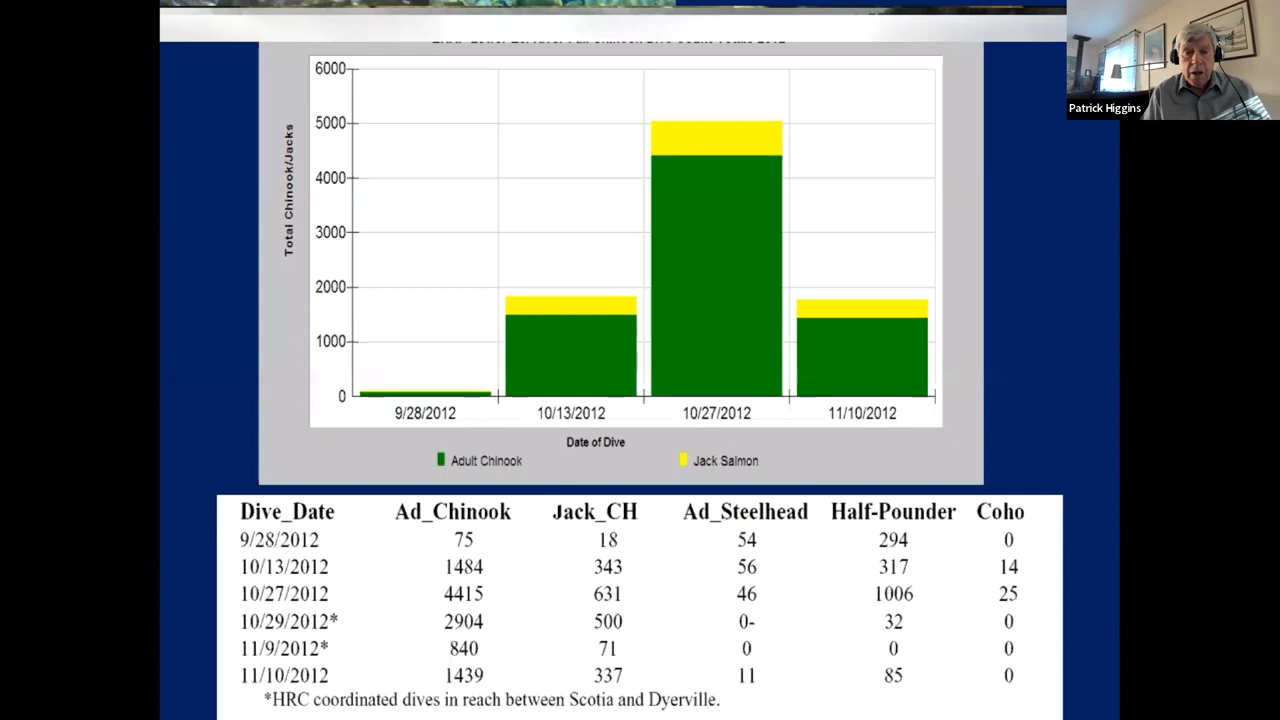 Patrick Higgins
6000
5000
4000
3000
2000
1000
0
Total Chinook/Jacks
9/28/2012 10/13/2012 10/27/2012 11/10/2012
Date of Dive
Adult Chinook Jack Salmon
Dive_Date Ad_Chinook Jack_CH Ad_Steelhead Half-Pounder Coho
9/28/2012 75 18 54 294 0
10/13/2012 1484 343 56 317 14
10/27/2012 4415 631 46 1006 25
10/29/2012* 2904 500 0- 32 0
11/9/2012* 840 71 0 0 0
11/10/2012 1439 337 11 85 0
*HRC coordinated dives in reach between Scotia and Dyerville.